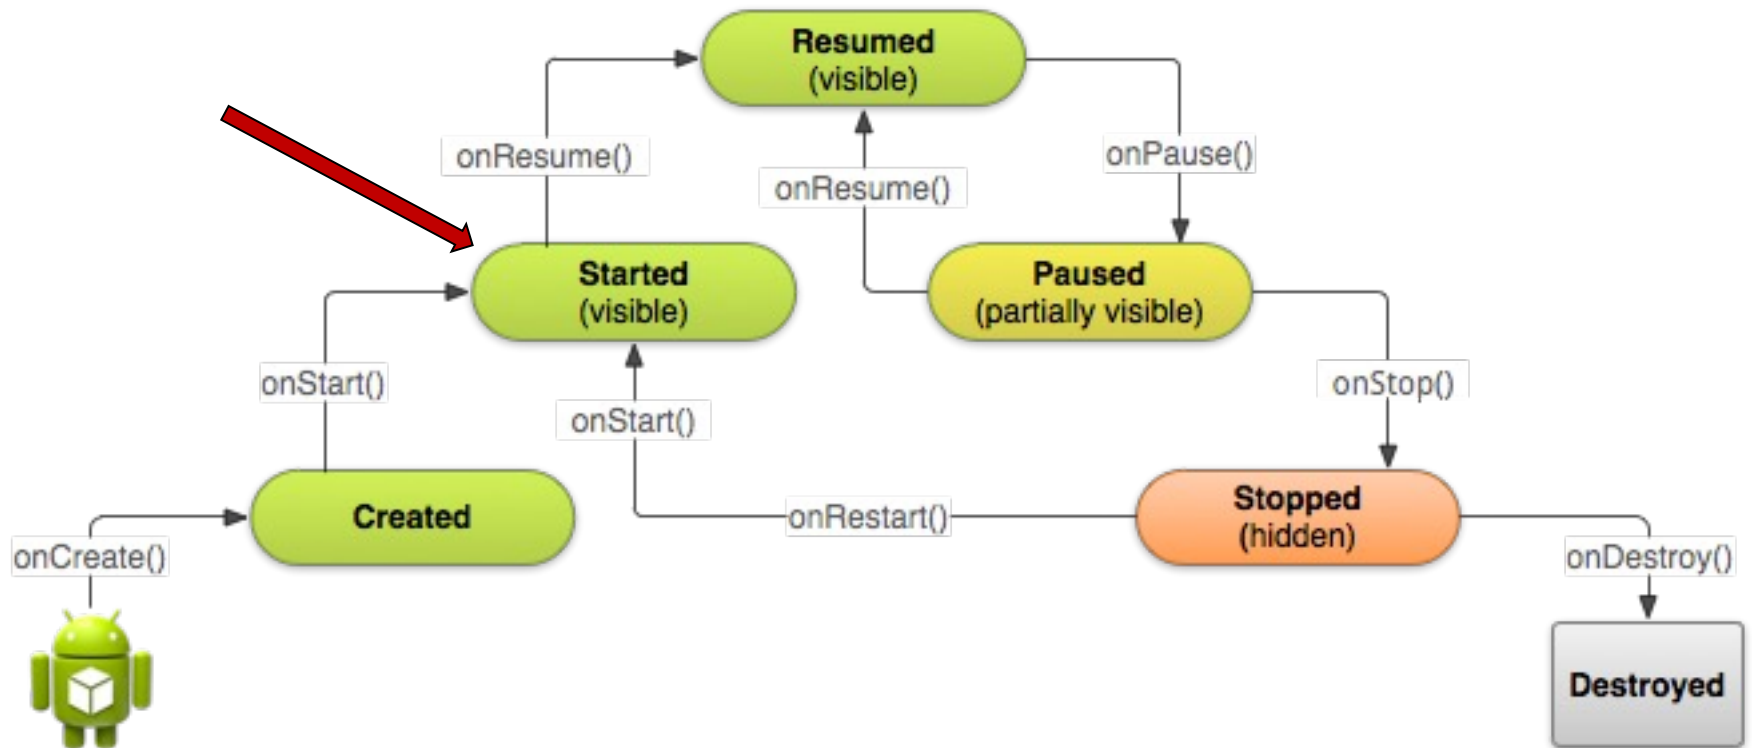 Resumed
(visible)
onResume()
onPause()
onResume()
Started
(visible)
Paused
(partially visible)
onStart()
onStop()
onStart()
Created
onRestart()
Stopped
(hidden)
onCreate()
onDestroy()
Destroyed